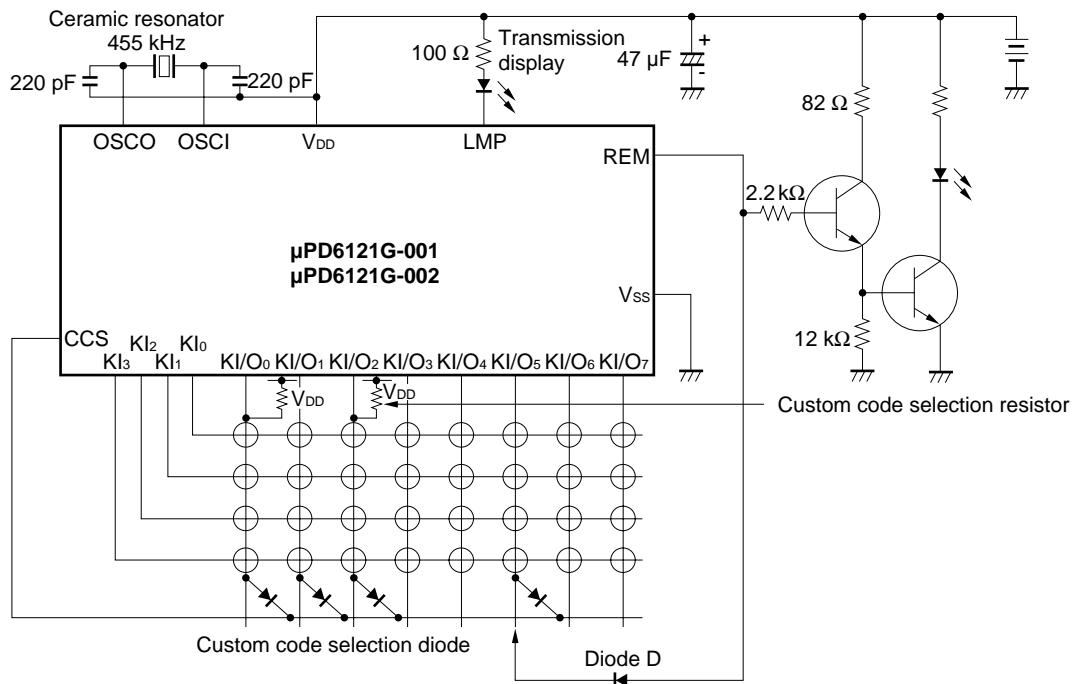 Ceramic resonator
455 kHz
220 pF
220 pF
100 Ω
Transmission
display
47 µF
+
-
82 Ω
OSCO
OSCI
VDD
LMP
REM
2.2 kΩ
µPD6121G-001
µPD6121G-002
VSS
12 kΩ
CCS
KI3
KI2
KI1
KI0
KI/O0
KI/O1
KI/O2
KI/O3
KI/O4
KI/O5
KI/O6
KI/O7
VDD
VDD
Custom code selection resistor
Custom code selection diode
Diode D